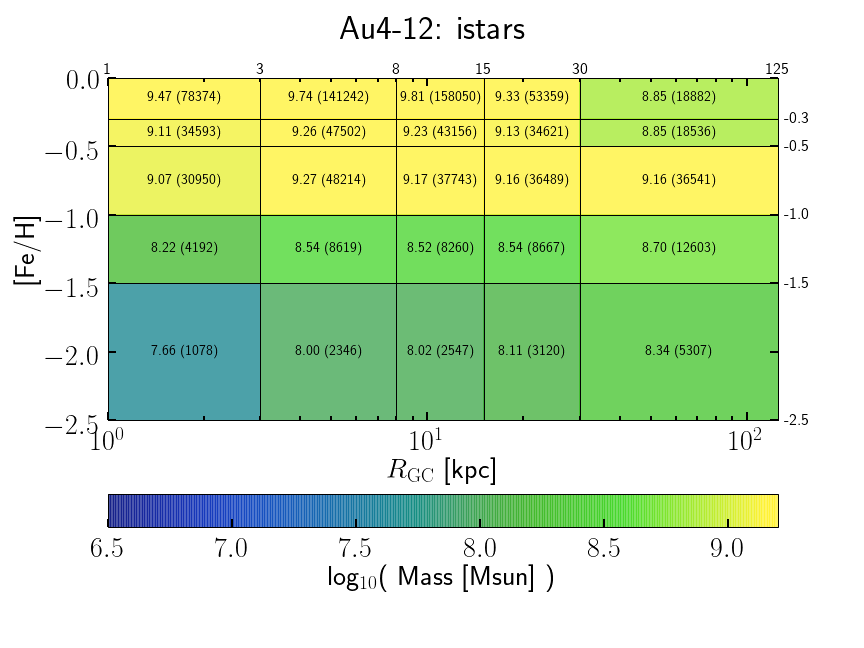 Au4-12: istars
1 3 8 15 30 125
0.0
9.47 (78374) 9.74 (141242) 9.81 (158050) 9.33 (53359) 8.85 (18882)
-0.3
9.11 (34593) 9.26 (47502) 9.23 (43156) 9.13 (34621) 8.85 (18536)
−0.5 -0.5
9.07 (30950) 9.27 (48214) 9.17 (37743) 9.16 (36489) 9.16 (36541)
−1.0 -1.0
[Fe/H]
8.22 (4192) 8.54 (8619) 8.52 (8260) 8.54 (8667) 8.70 (12603)
−1.5 -1.5
7.66 (1078) 8.00 (2346) 8.02 (2547) 8.11 (3120) 8.34 (5307)
−2.0
−2.5 -2.5
10⁰ 10¹ 10²
R_GC [kpc]
6.5 7.0 7.5 8.0 8.5 9.0
log₁₀( Mass [Msun] )